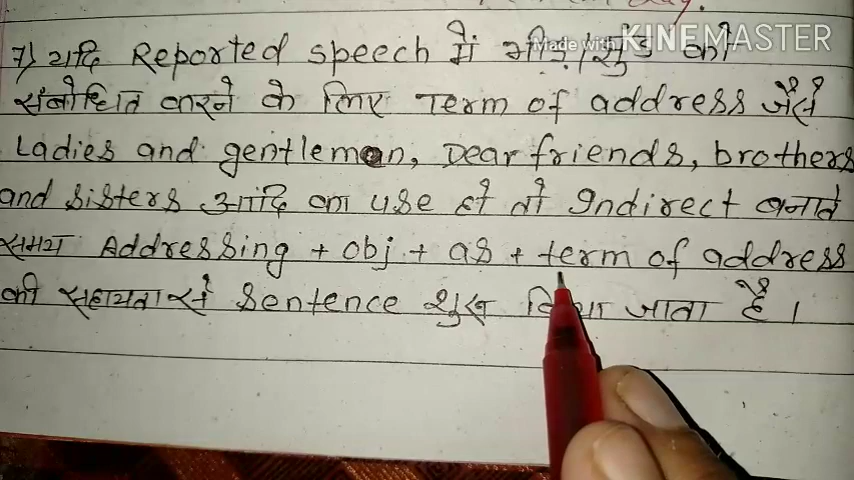 Day.
Made with KINEMASTER
7) यदि Reported speech में भीड़/झुंड को
संबोधित करने के लिए Term of address जैसे
Ladies and gentleman, Dear friends, brothers
and sisters आदि का use हो तो Indirect बनाते
समय Addressing + obj + as + term of address
की सहायता से Sentence शुरू किया जाता है।